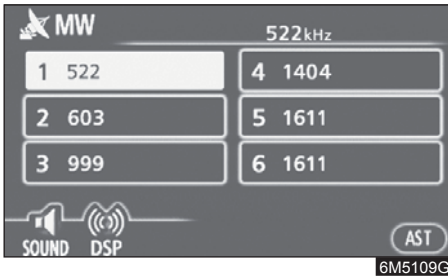 MW
522kHz
1 522
2 603
3 999
4 1404
5 1611
6 1611
SOUND DSP
AST
6M5109G